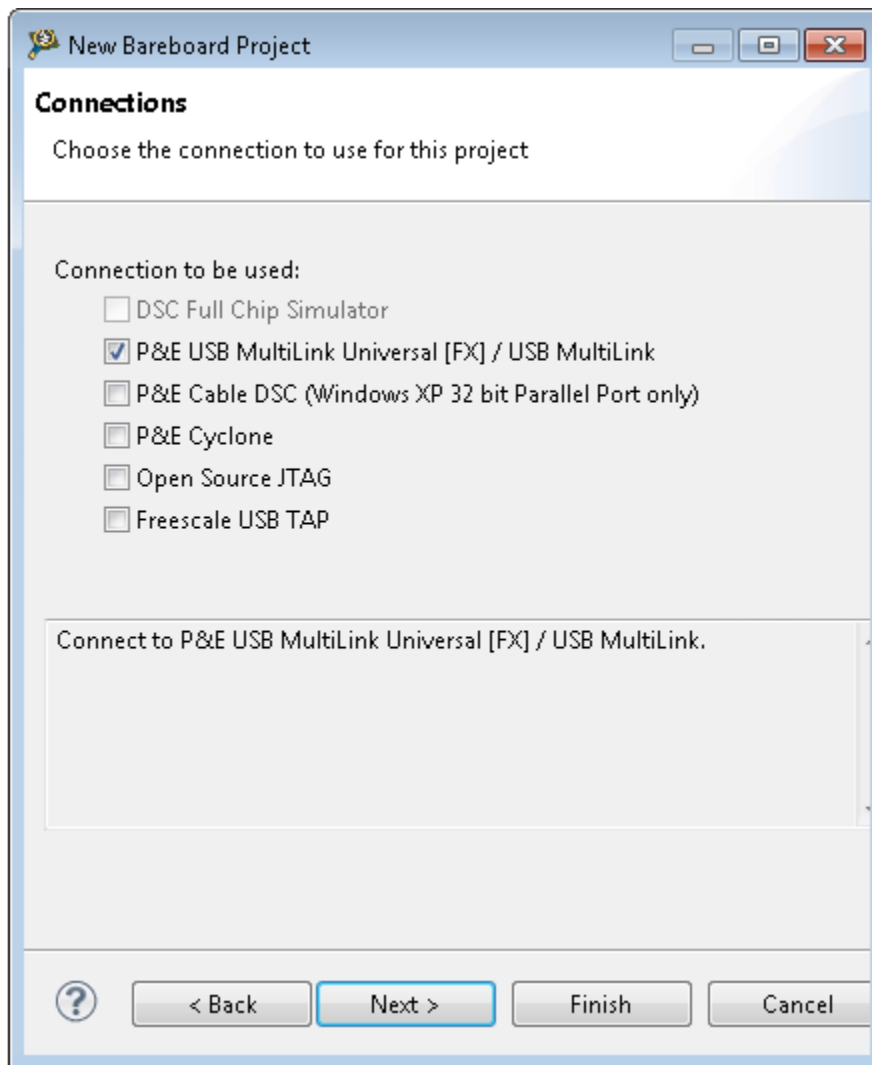 New Bareboard Project
Connections
Choose the connection to use for this project
Connection to be used:
DSC Full Chip Simulator
P&E USB MultiLink Universal [FX] / USB MultiLink
P&E Cable DSC (Windows XP 32 bit Parallel Port only)
P&E Cyclone
Open Source JTAG
Freescale USB TAP
Connect to P&E USB MultiLink Universal [FX] / USB MultiLink.
? < Back Next > Finish Cancel